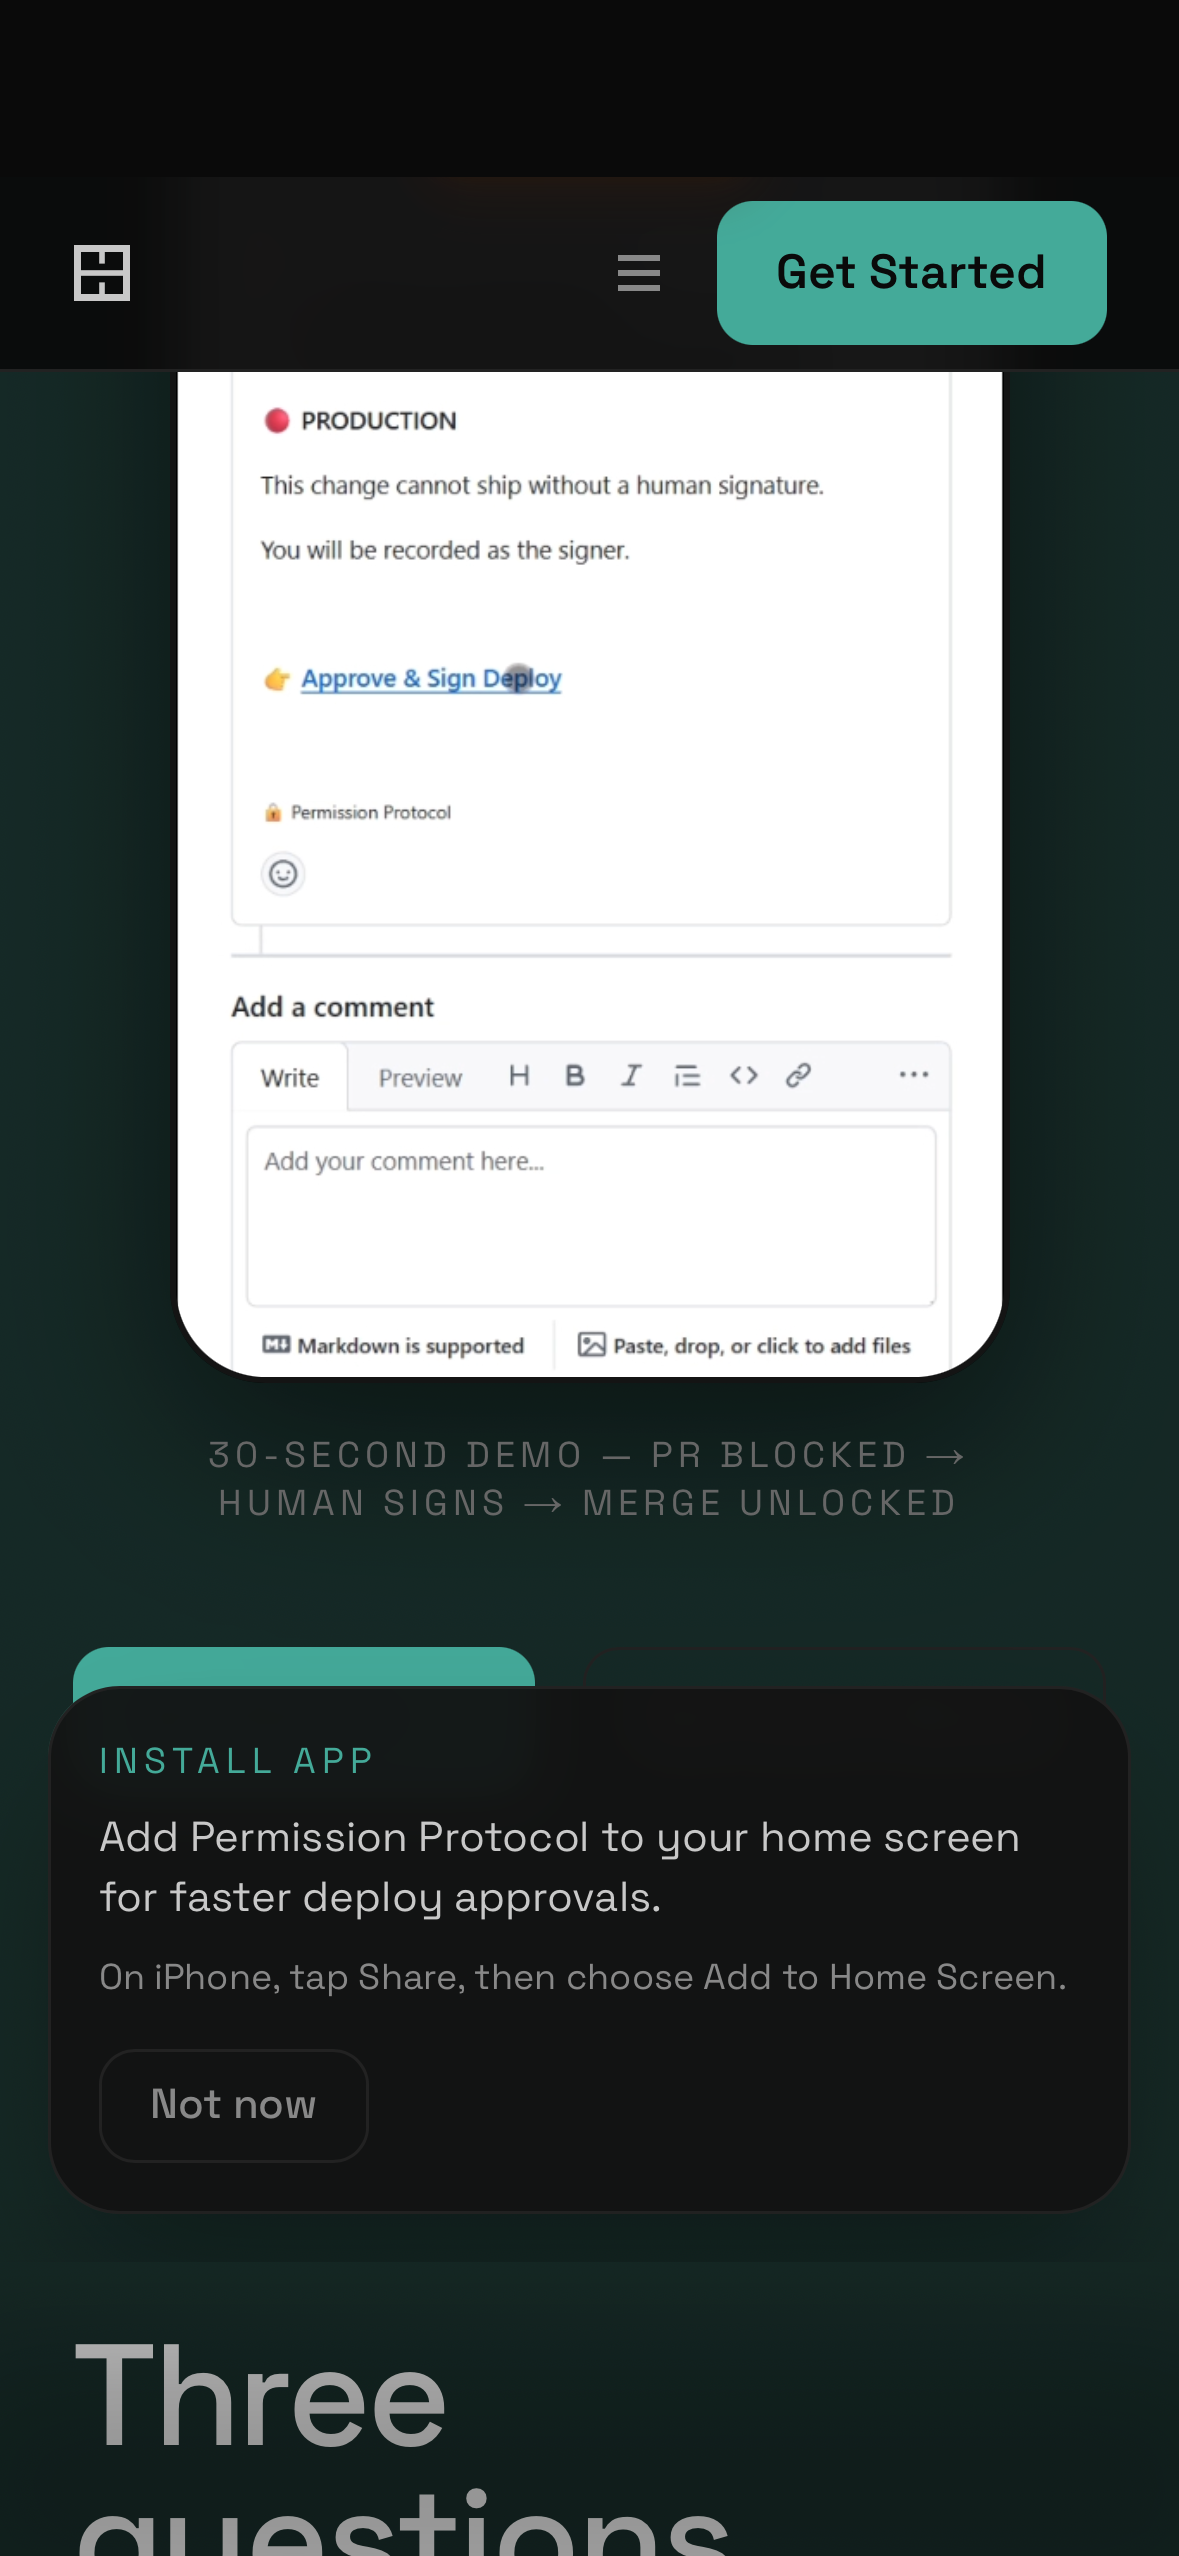 Get Started
PRODUCTION
This change cannot ship without a human signature.
You will be recorded as the signer.
Approve & Sign Deploy
Permission Protocol
Add a comment
Write Preview H B I
Add your comment here...
Markdown is supported
Paste, drop, or click to add files
30-SECOND DEMO — PR BLOCKED →
HUMAN SIGNS → MERGE UNLOCKED
INSTALL APP
Add Permission Protocol to your home screen
for faster deploy approvals.
On iPhone, tap Share, then choose Add to Home Screen.
Not now
Three
questions